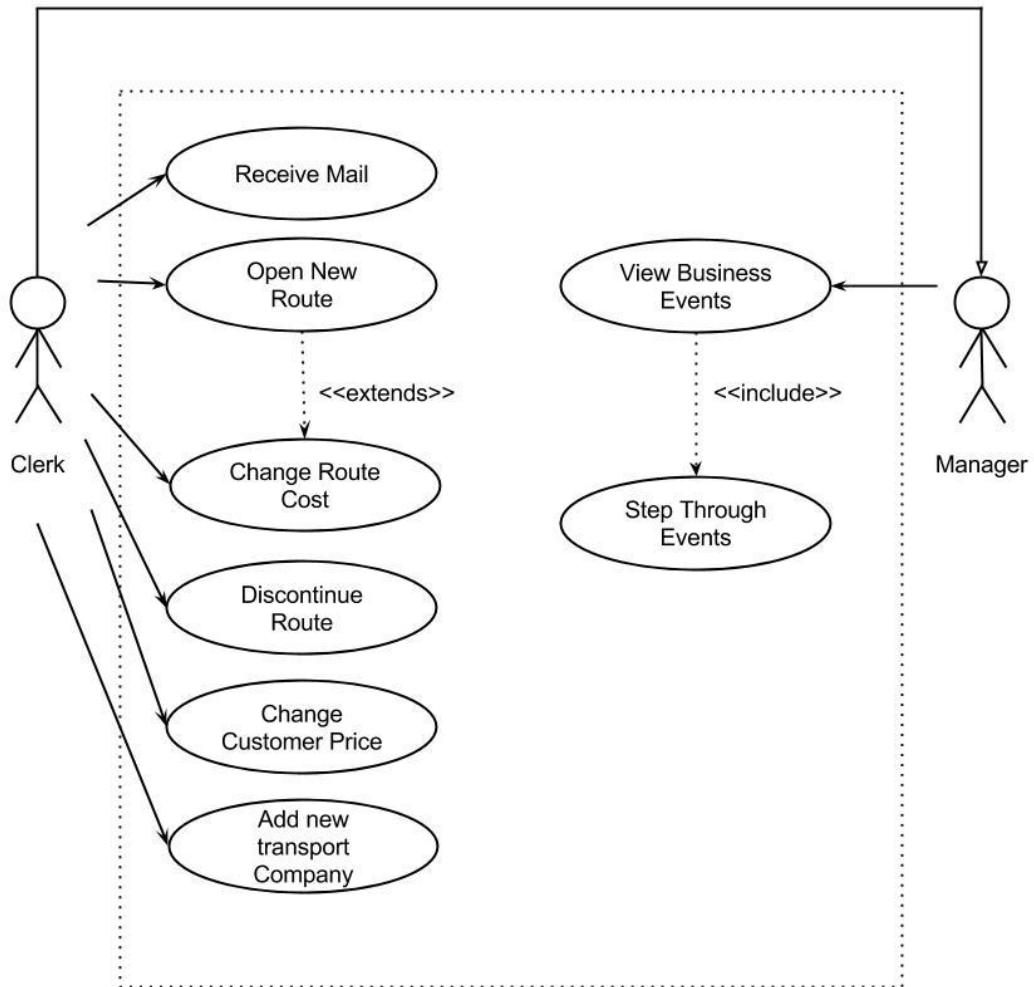 Receive Mail
Open New
Route
View Business
Events
<<extends>>
<<include>>
Clerk
Manager
Change Route
Cost
Step Through
Events
Discontinue
Route
Change
Customer Price
Add new
transport
Company